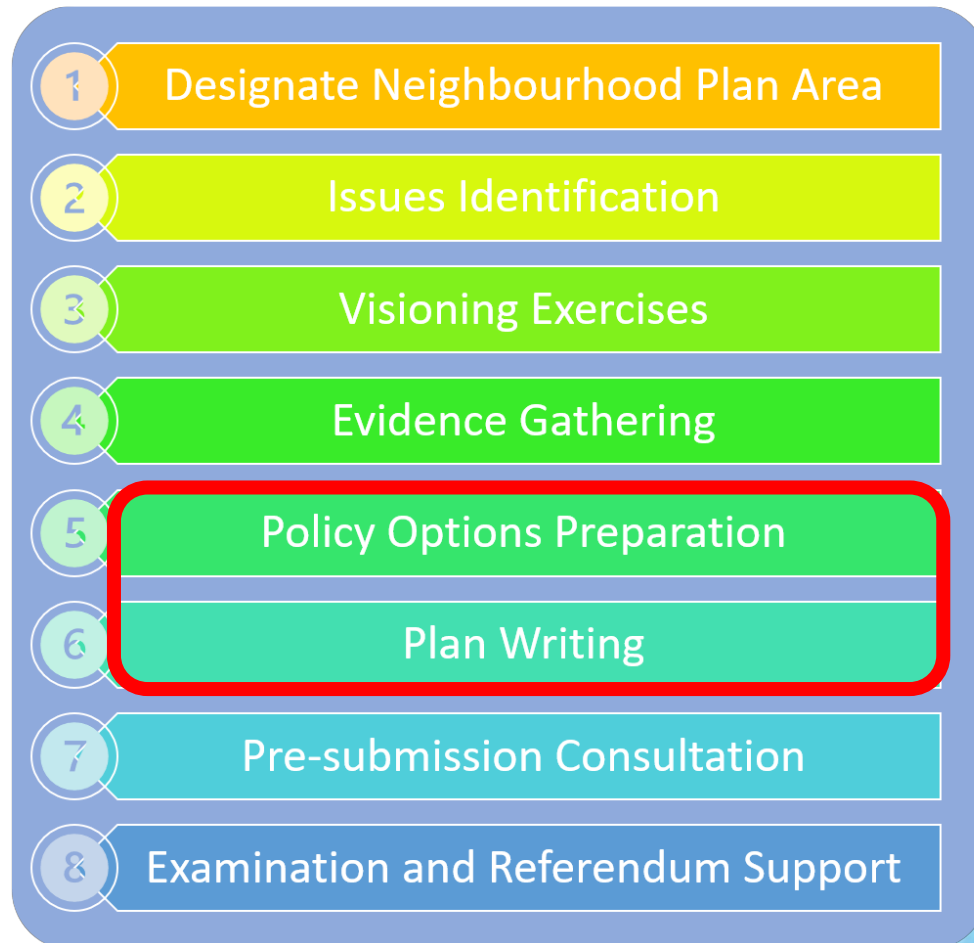 1 Designate Neighbourhood Plan Area
2 Issues Identification
3 Visioning Exercises
4 Evidence Gathering
5 Policy Options Preparation
6 Plan Writing
7 Pre-submission Consultation
8 Examination and Referendum Support